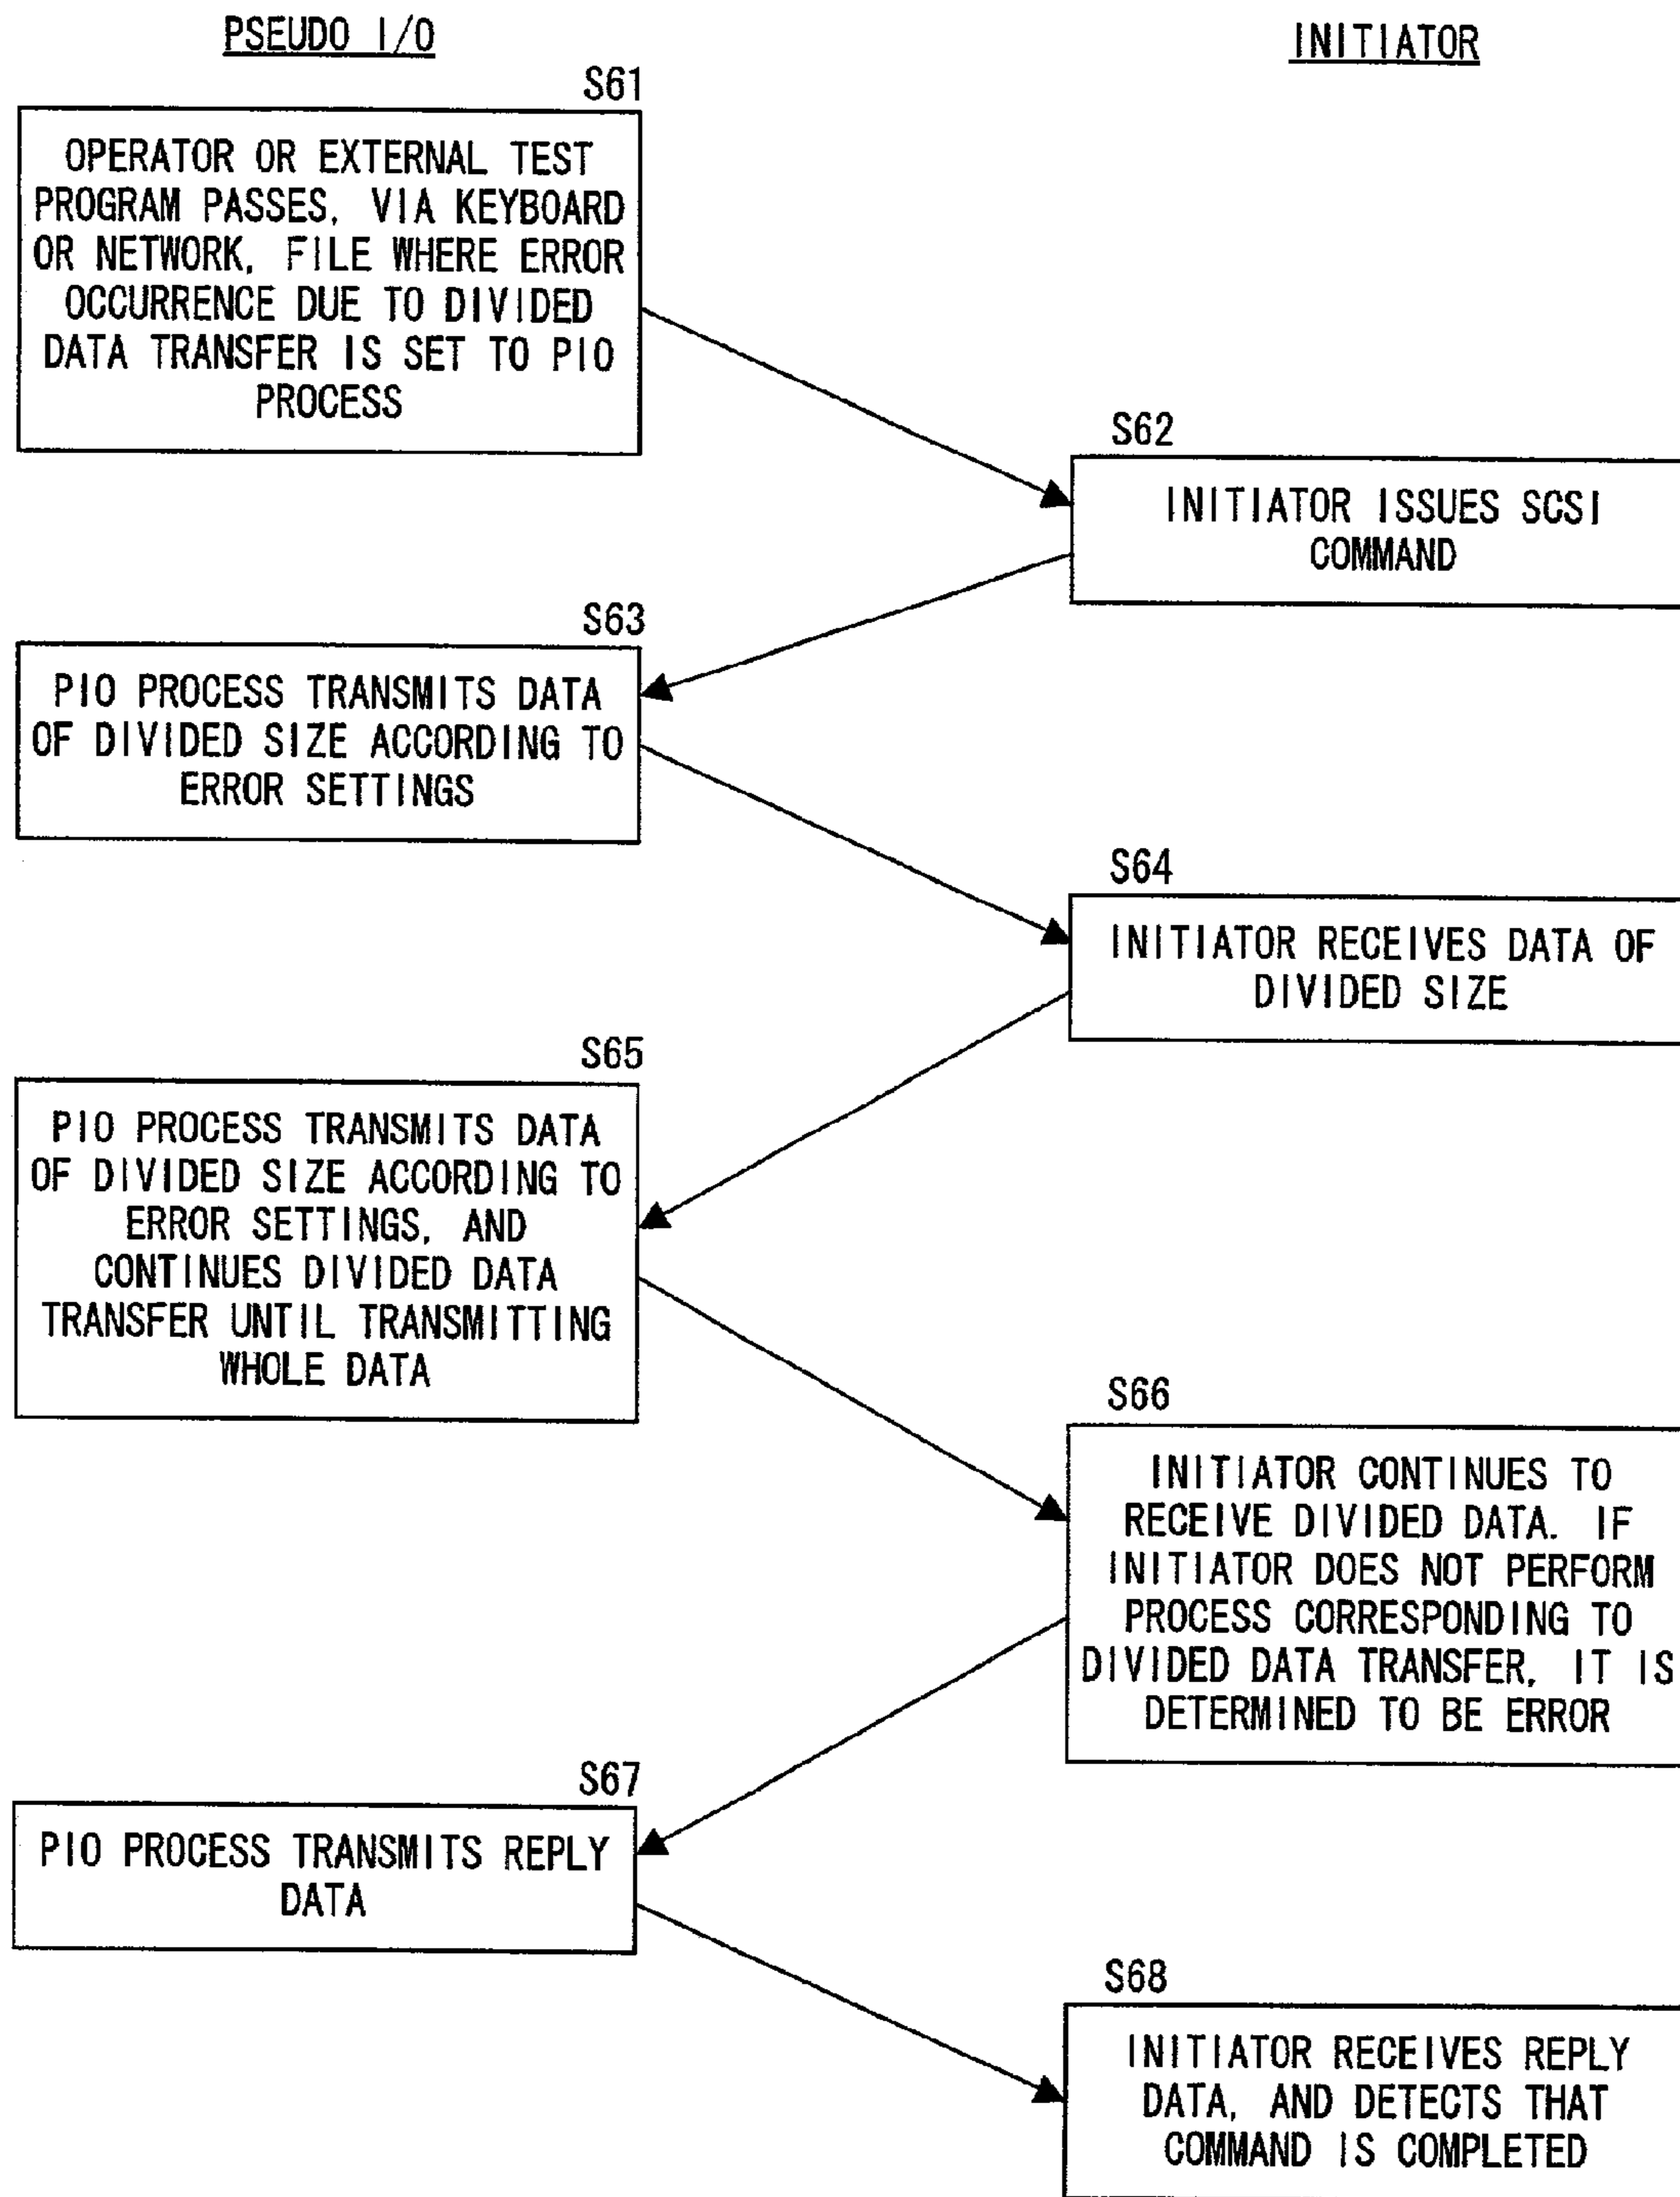 PSEUDO I/O
INITIATOR
S61
OPERATOR OR EXTERNAL TEST
PROGRAM PASSES, VIA KEYBOARD
OR NETWORK, FILE WHERE ERROR
OCCURRENCE DUE TO DIVIDED
DATA TRANSFER IS SET TO PIO
PROCESS
S62
INITIATOR ISSUES SCSI
COMMAND
S63
PIO PROCESS TRANSMITS DATA
OF DIVIDED SIZE ACCORDING TO
ERROR SETTINGS
S64
INITIATOR RECEIVES DATA OF
DIVIDED SIZE
S65
PIO PROCESS TRANSMITS DATA
OF DIVIDED SIZE ACCORDING TO
ERROR SETTINGS, AND
CONTINUES DIVIDED DATA
TRANSFER UNTIL TRANSMITTING
WHOLE DATA
S66
INITIATOR CONTINUES TO
RECEIVE DIVIDED DATA. IF
INITIATOR DOES NOT PERFORM
PROCESS CORRESPONDING TO
DIVIDED DATA TRANSFER, IT IS
DETERMINED TO BE ERROR
S67
PIO PROCESS TRANSMITS REPLY
DATA
S68
INITIATOR RECEIVES REPLY
DATA, AND DETECTS THAT
COMMAND IS COMPLETED